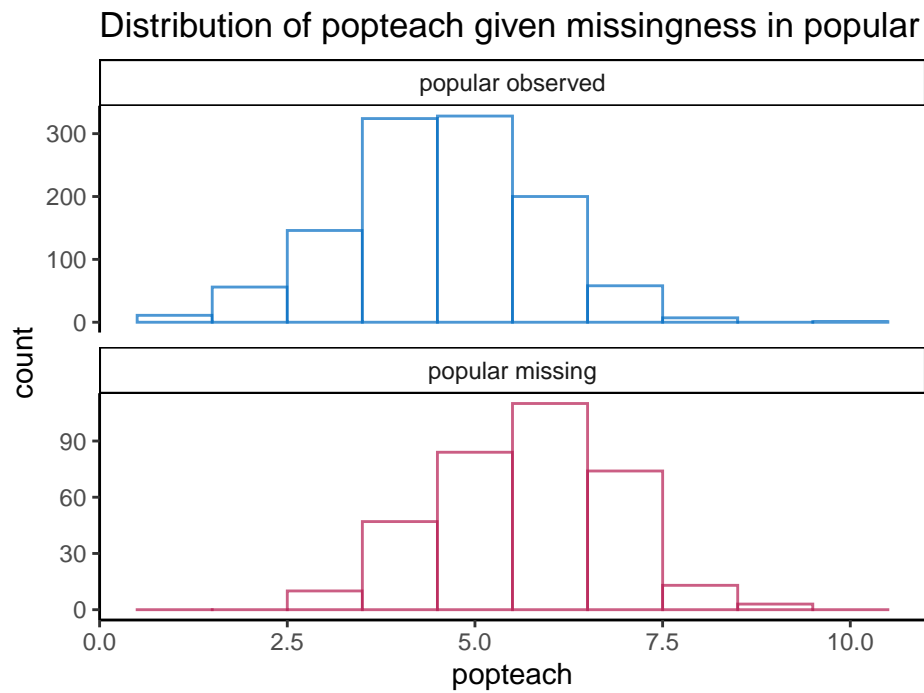 Distribution of popteach given missingness in popular
popular observed
300
200
100
0
count
popular missing
90
60
30
0
0.0 2.5 5.0 7.5 10.0
popteach